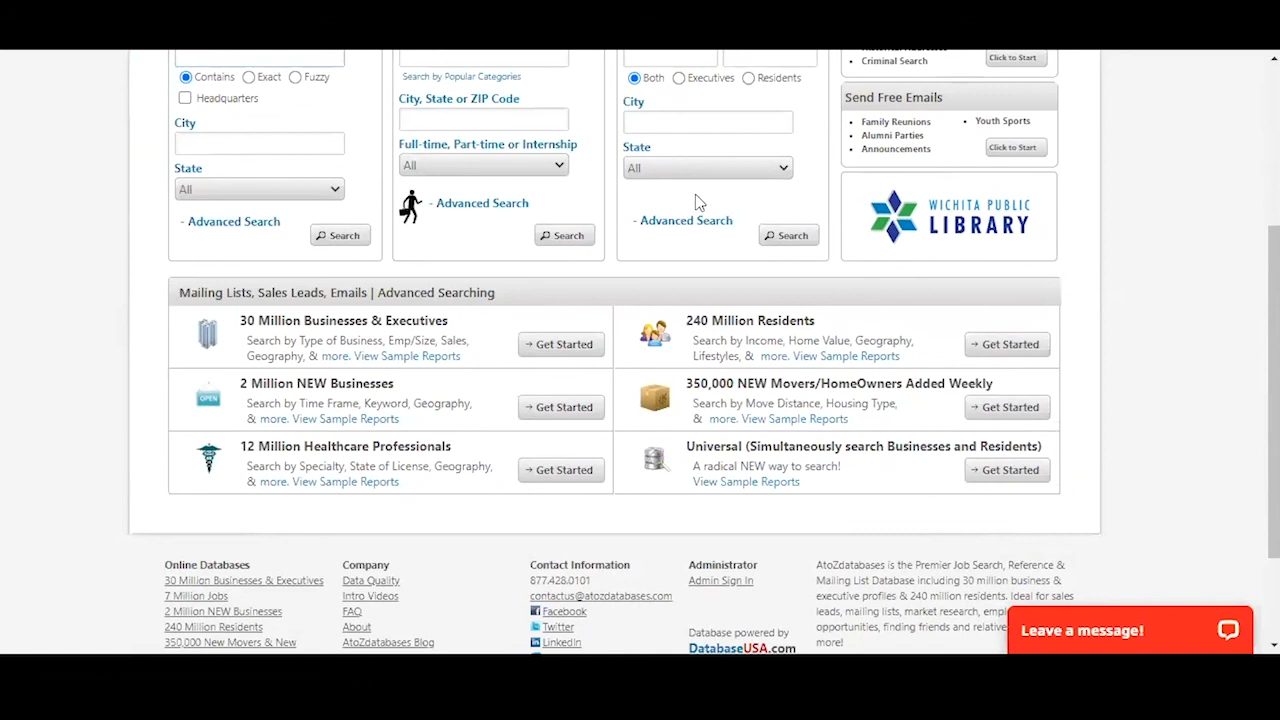 Contains Exact Fuzzy
Headquarters
City
State
All
- Advanced Search
Search
Search by Popular Categories
City, State or ZIP Code
Full-time, Part-time or Internship
All
- Advanced Search
Search
Both Executives Residents
City
State
All
- Advanced Search
Search
Criminal Search
Click to Start
Send Free Emails
Family Reunions
Alumni Parties
Announcements
Youth Sports
Click to Start
WICHITA PUBLIC
LIBRARY
Mailing Lists, Sales Leads, Emails | Advanced Searching
30 Million Businesses & Executives
Search by Type of Business, Emp/Size, Sales,
Geography, & more. View Sample Reports
→ Get Started
240 Million Residents
Search by Income, Home Value, Geography,
Lifestyles, & more. View Sample Reports
→ Get Started
2 Million NEW Businesses
Search by Time Frame, Keyword, Geography,
& more. View Sample Reports
→ Get Started
OPEN
350,000 NEW Movers/HomeOwners Added Weekly
Search by Move Distance, Housing Type,
& more. View Sample Reports
→ Get Started
12 Million Healthcare Professionals
Search by Specialty, State of License, Geography,
& more. View Sample Reports
→ Get Started
Universal (Simultaneously search Businesses and Residents)
A radical NEW way to search!
View Sample Reports
→ Get Started
Online Databases
30 Million Businesses & Executives
7 Million Jobs
2 Million NEW Businesses
240 Million Residents
350,000 New Movers & New
Company
Data Quality
Intro Videos
FAQ
About
AtoZdatabases Blog
Contact Information
877.428.0101
contactus@atozdatabases.com
Facebook
Twitter
LinkedIn
Administrator
Admin Sign In
Database powered by
DatabaseUSA.com
AtoZdatabases is the Premier Job Search, Reference &
Mailing List Database including 30 million business &
executive profiles & 240 million residents. Ideal for sales
leads, mailing lists, market research,
opportunities, finding friends and
more!
Leave a message!